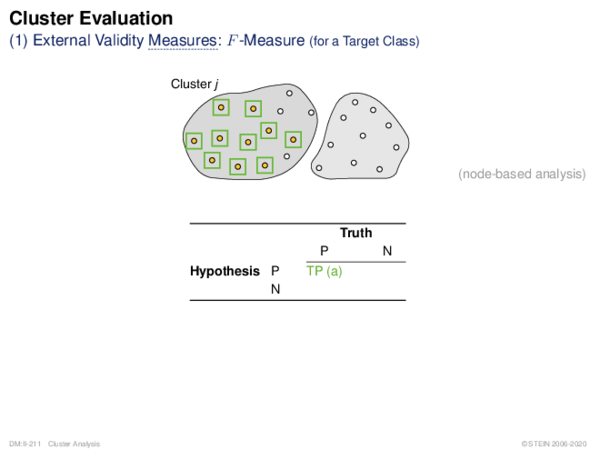 Cluster Evaluation
(1) External Validity Measures: F-Measure (for a Target Class)
Cluster j
(node-based analysis)
Truth
P N
Hypothesis P TP (a)
N
DM:II-211 Cluster Analysis ©STEIN 2006-2020